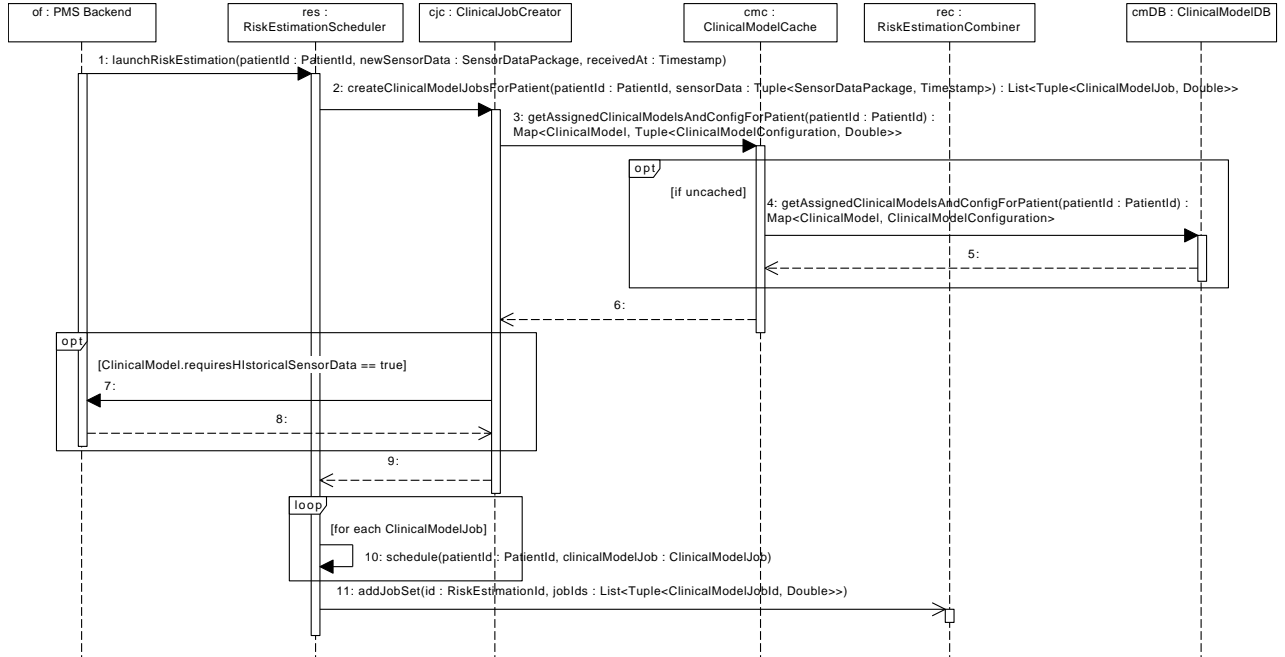 of : PMS Backend
res :
RiskEstimationScheduler
cjc : ClinicalJobCreator
cmc :
ClinicalModelCache
rec :
RiskEstimationCombiner
cmDB : ClinicalModelDB
1: launchRiskEstimation(patientId : PatientId, newSensorData : SensorDataPackage, receivedAt : Timestamp)
2: createClinicalModelJobsForPatient(patientId : PatientId, sensorData : Tuple<SensorDataPackage, Timestamp>) : List<Tuple<ClinicalModelJob, Double>>
3: getAssignedClinicalModelsAndConfigForPatient(patientId : PatientId) :
Map<ClinicalModel, Tuple<ClinicalModelConfiguration, Double>>
opt
[if uncached]
4: getAssignedClinicalModelsAndConfigForPatient(patientId : PatientId) :
Map<ClinicalModel, ClinicalModelConfiguration>
5:
6:
opt
[ClinicalModel.requiresHIstoricalSensorData == true]
7:
8:
9:
loop
[for each ClinicalModelJob]
10: schedule(patientId : PatientId, clinicalModelJob : ClinicalModelJob)
11: addJobSet(id : RiskEstimationId, jobIds : List<Tuple<ClinicalModelJobId, Double>>)